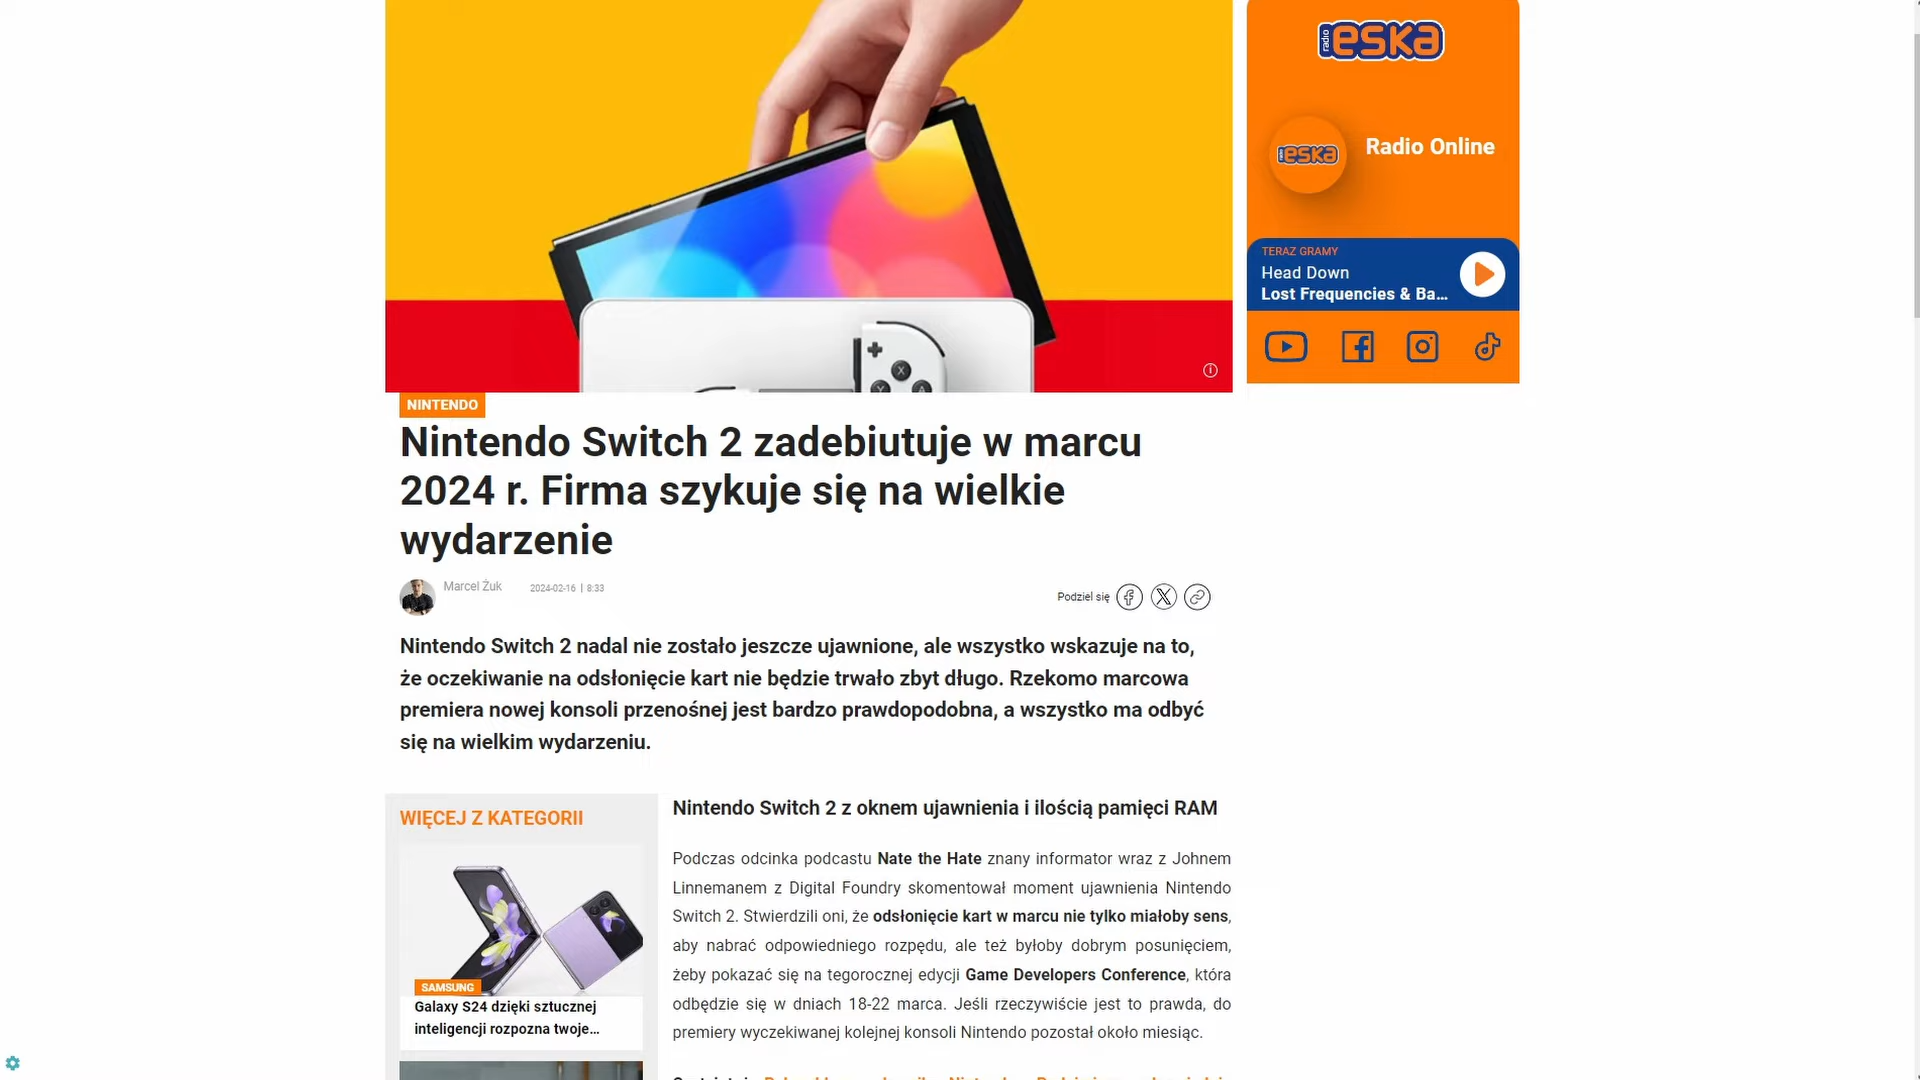 radio eska
eska
Radio Online
TERAZ GRAMY
Head Down
Lost Frequencies & Ba...
NINTENDO
Nintendo Switch 2 zadebiutuje w marcu
2024 r. Firma szykuje się na wielkie
wydarzenie
Marcel Żuk 2024-02-16 | 8:33
Podziel się
Nintendo Switch 2 nadal nie zostało jeszcze ujawnione, ale wszystko wskazuje na to,
że oczekiwanie na odsłonięcie kart nie będzie trwało zbyt długo. Rzekomo marcowa
premiera nowej konsoli przenośnej jest bardzo prawdopodobna, a wszystko ma odbyć
się na wielkim wydarzeniu.
WIĘCEJ Z KATEGORII
SAMSUNG
Galaxy S24 dzięki sztucznej
inteligencji rozpozna twoje...
Nintendo Switch 2 z oknem ujawnienia i ilością pamięci RAM
Podczas odcinka podcastu Nate the Hate znany informator wraz z Johnem
Linnemanem z Digital Foundry skomentował moment ujawnienia Nintendo
Switch 2. Stwierdzili oni, że odsłonięcie kart w marcu nie tylko miałoby sens,
aby nabrać odpowiedniego rozpędu, ale też byłoby dobrym posunięciem,
żeby pokazać się na tegorocznej edycji Game Developers Conference, która
odbędzie się w dniach 18-22 marca. Jeśli rzeczywiście jest to prawda, do
premiery wyczekiwanej kolejnej konsoli Nintendo pozostał około miesiąc.